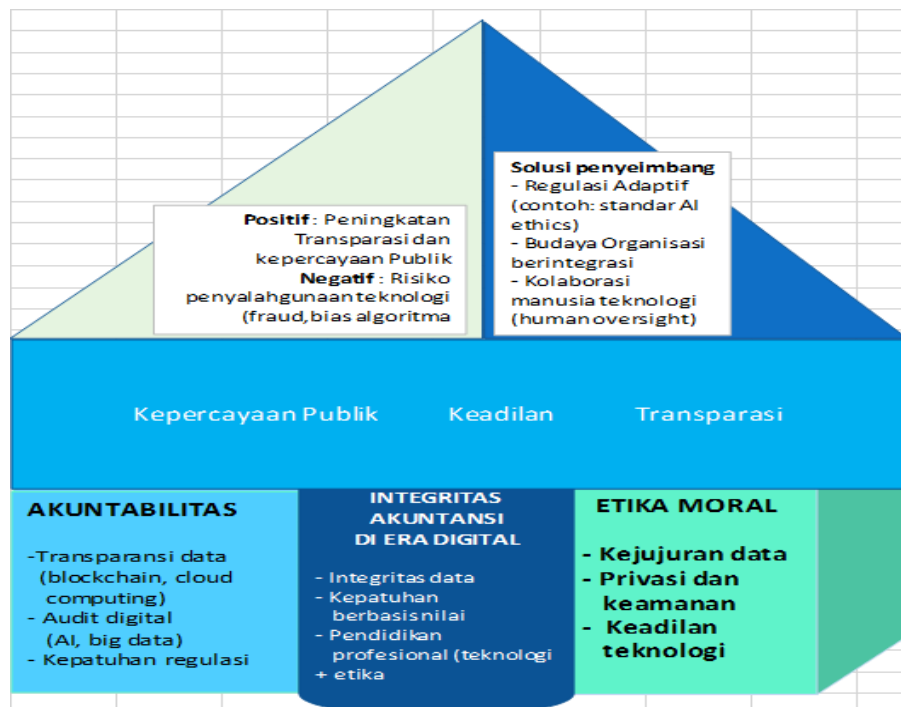 Positif : Peningkatan
Transparasi dan
kepercayaan Publik
Negatif : Risiko
penyalahgunaan teknologi
(fraud, bias algoritma
Solusi penyeimbang
- Regulasi Adaptif
(contoh: standar AI
ethics)
- Budaya Organisasi
berintegrasi
- Kolaborasi
manusia teknologi
(human oversight)
Kepercayaan Publik Keadilan Transparasi
AKUNTABILITAS
-Transparansi data
(blockchain, cloud
computing)
- Audit digital
(AI, big data)
- Kepatuhan regulasi
INTEGRITAS
AKUNTANSI
DI ERA DIGITAL
- Integritas data
- Kepatuhan
berbasis nilai
- Pendidikan
profesional (teknologi
+ etika
ETIKA MORAL
- Kejujuran data
- Privasi dan
keamanan
- Keadilan
teknologi